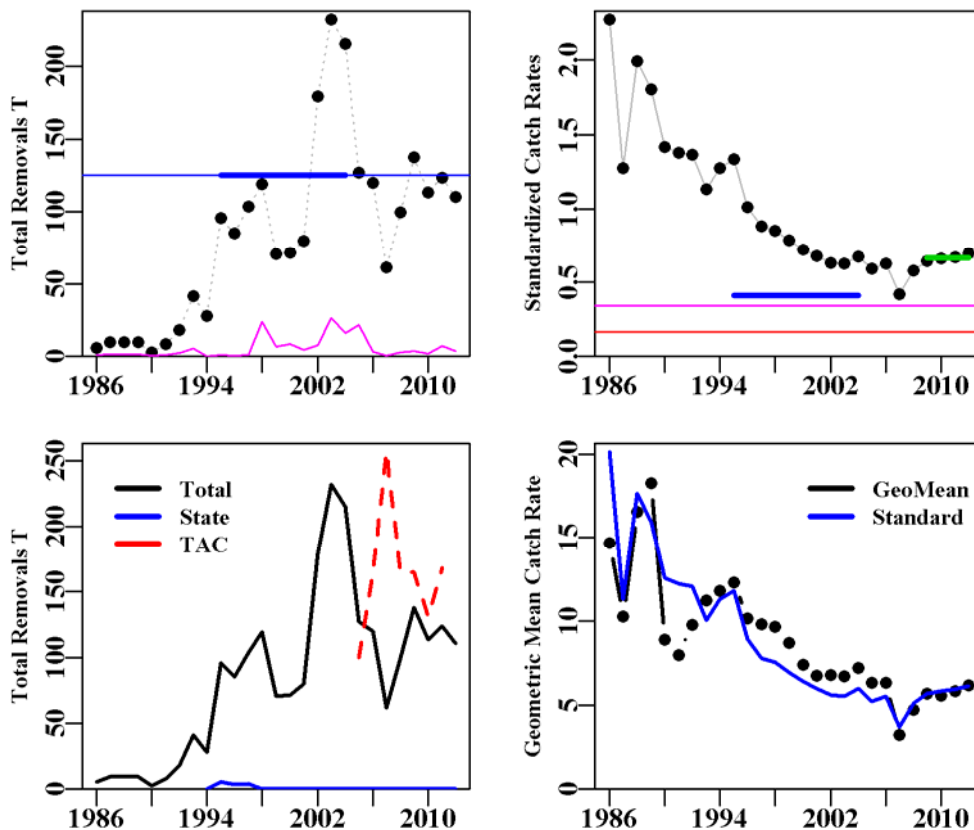 Total Removals T
0 50 100 150 200
1986 1994 2002 2010
Standardized Catch Rates
0.0 0.5 1.0 1.5 2.0
1986 1994 2002 2010
Total Removals T
0 50 100 150 200 250
Total
State
TAC
1986 1994 2002 2010
Geometric Mean Catch Rate
0 5 10 15 20
GeoMean
Standard
1986 1994 2002 2010